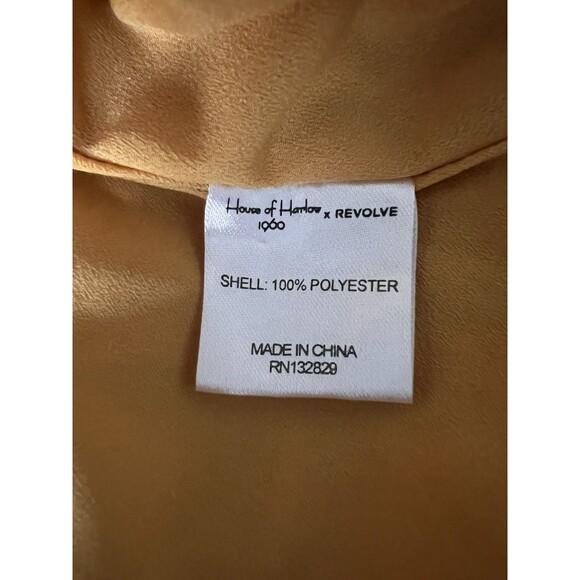 House of Harlow x REVOLVE
1960
SHELL: 100% POLYESTER
MADE IN CHINA
RN132829